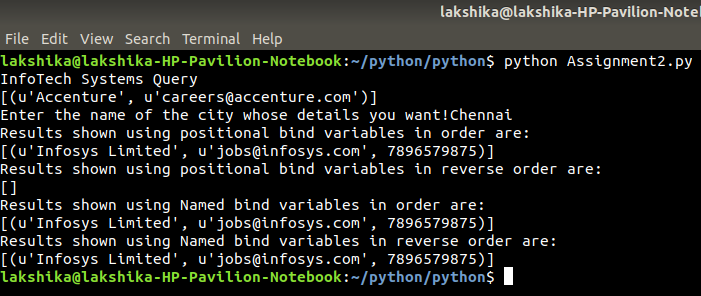 lakshika@lakshika-HP-Pavilion-Note
File Edit View Search Terminal Help
lakshika@lakshika-HP-Pavilion-Notebook:~/python/python$ python Assignment2.py
InfoTech Systems Query
[(u'Accenture', u'careers@accenture.com')]
Enter the name of the city whose details you want!Chennai
Results shown using positional bind variables in order are:
[(u'Infosys Limited', u'jobs@infosys.com', 7896579875)]
Results shown using positional bind variables in reverse order are:
[]
Results shown using Named bind variables in order are:
[(u'Infosys Limited', u'jobs@infosys.com', 7896579875)]
Results shown using Named bind variables in reverse order are:
[(u'Infosys Limited', u'jobs@infosys.com', 7896579875)]
lakshika@lakshika-HP-Pavilion-Notebook:~/python/python$